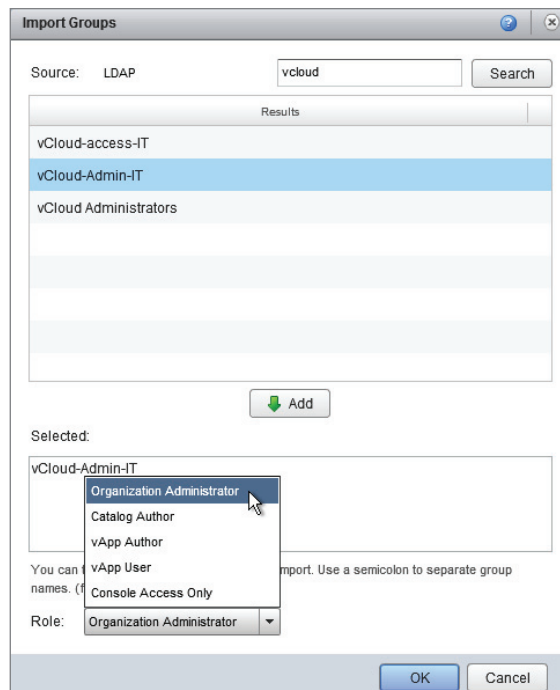 Import Groups
Source: LDAP vcloud Search
Results
vCloud-access-IT
vCloud-Admin-IT
vCloud Administrators
Add
Selected:
vCloud-Admin-IT
Organization Administrator
Catalog Author
vApp Author
vApp User
Console Access Only
You can
mport. Use a semicolon to separate group
names. (f
Role: Organization Administrator
OK Cancel